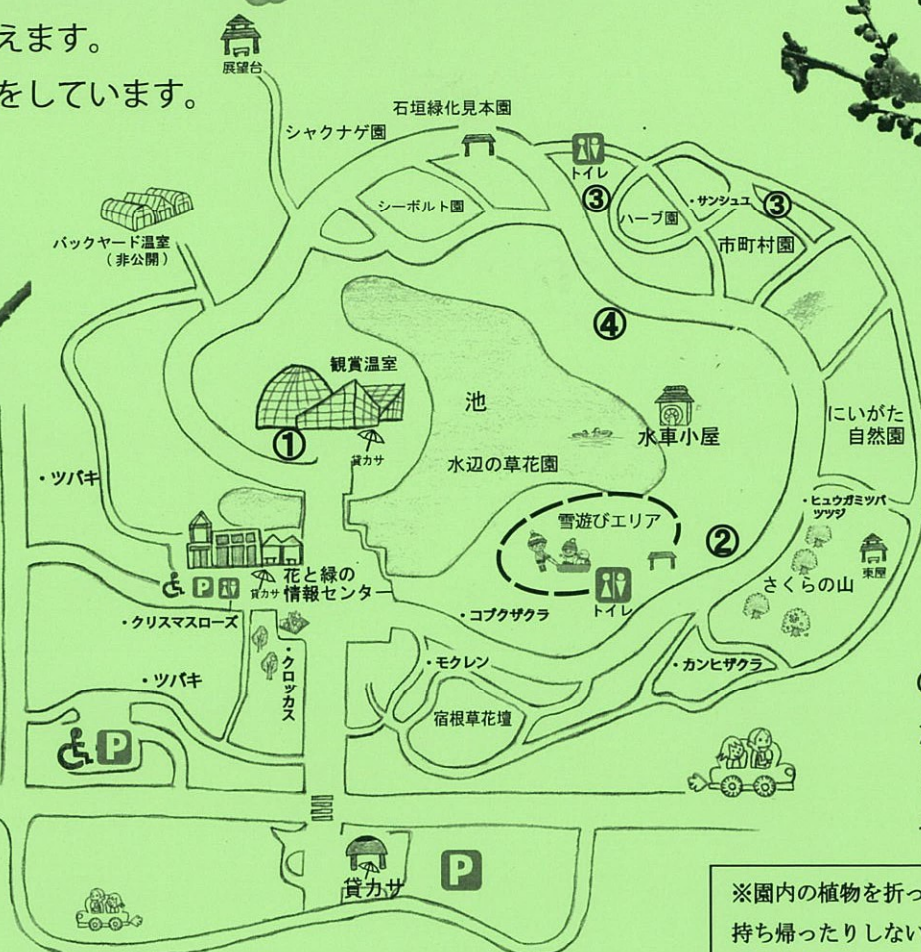 えます。
をしています。
展望台
石垣緑化見本園
シャクナゲ園
トイレ
③
シーボルト園
ハーブ園
・サンシュユ
③
市町村園
バックヤード温室
（非公開）
④
観賞温室
①
貸カサ
池
水車小屋
にいがた
自然園
水辺の草花園
・ツバキ
・ヒュウガミツバ
ツツジ
雪遊びエリア
②
東屋
さくらの山
P
貸カサ
花と緑の
情報センター
トイレ
・コブクザクラ
・クリスマスローズ
・クロッカス
・モクレン
・カンヒザクラ
・ツバキ
宿根草花壇
P
貸カサ
P
※園内の植物を折っ
持ち帰ったりしない